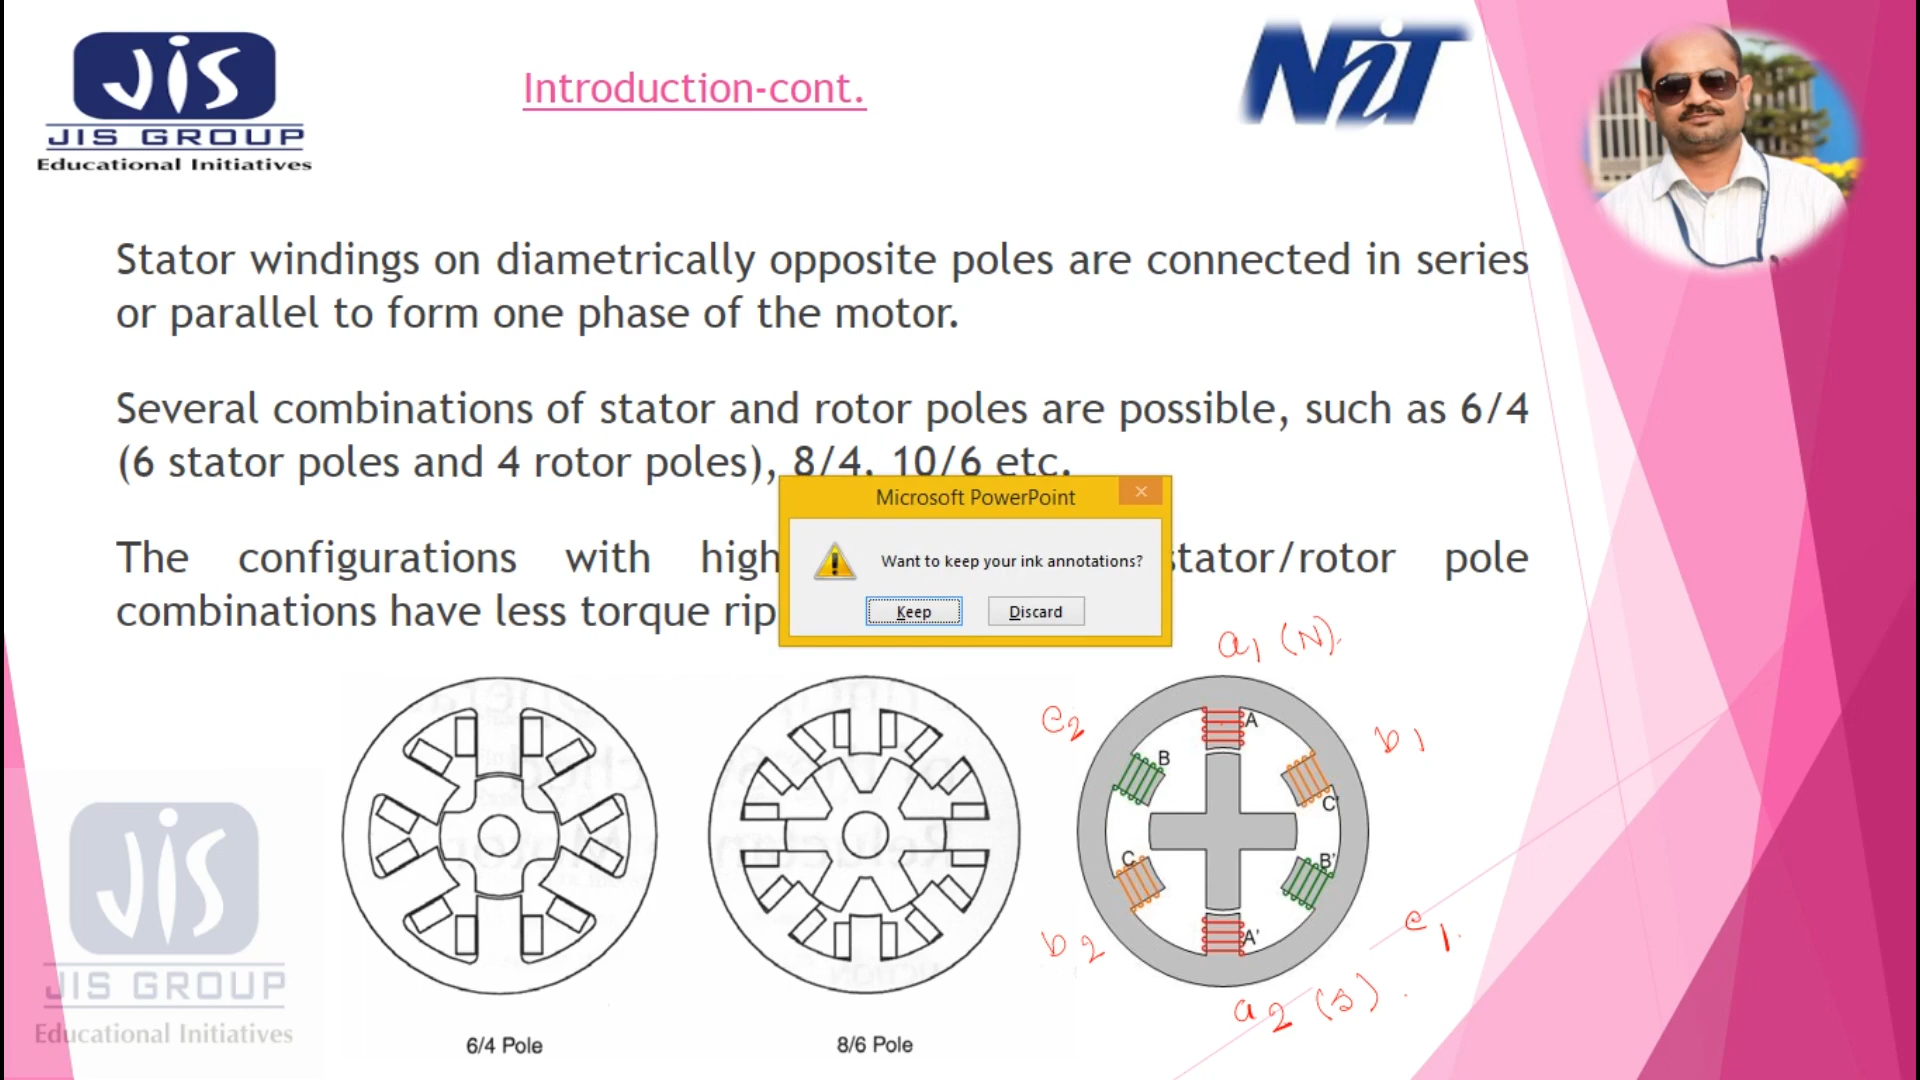 JIS
JIS GROUP
Educational Initiatives
Introduction-cont.
NiT
Stator windings on diametrically opposite poles are connected in series
or parallel to form one phase of the motor.
Several combinations of stator and rotor poles are possible, such as 6/4
(6 stator poles and 4 rotor poles), 8/4, 10/6 etc.
The configurations with high stator/rotor pole
combinations have less torque rip
Microsoft PowerPoint
Want to keep your ink annotations?
Keep
Discard
a1 (N).
c2
b1
A
B
C'
C
B'
A'
b2
c1.
a2 (S).
JIS
JIS GROUP
Educational Initiatives
6/4 Pole
8/6 Pole